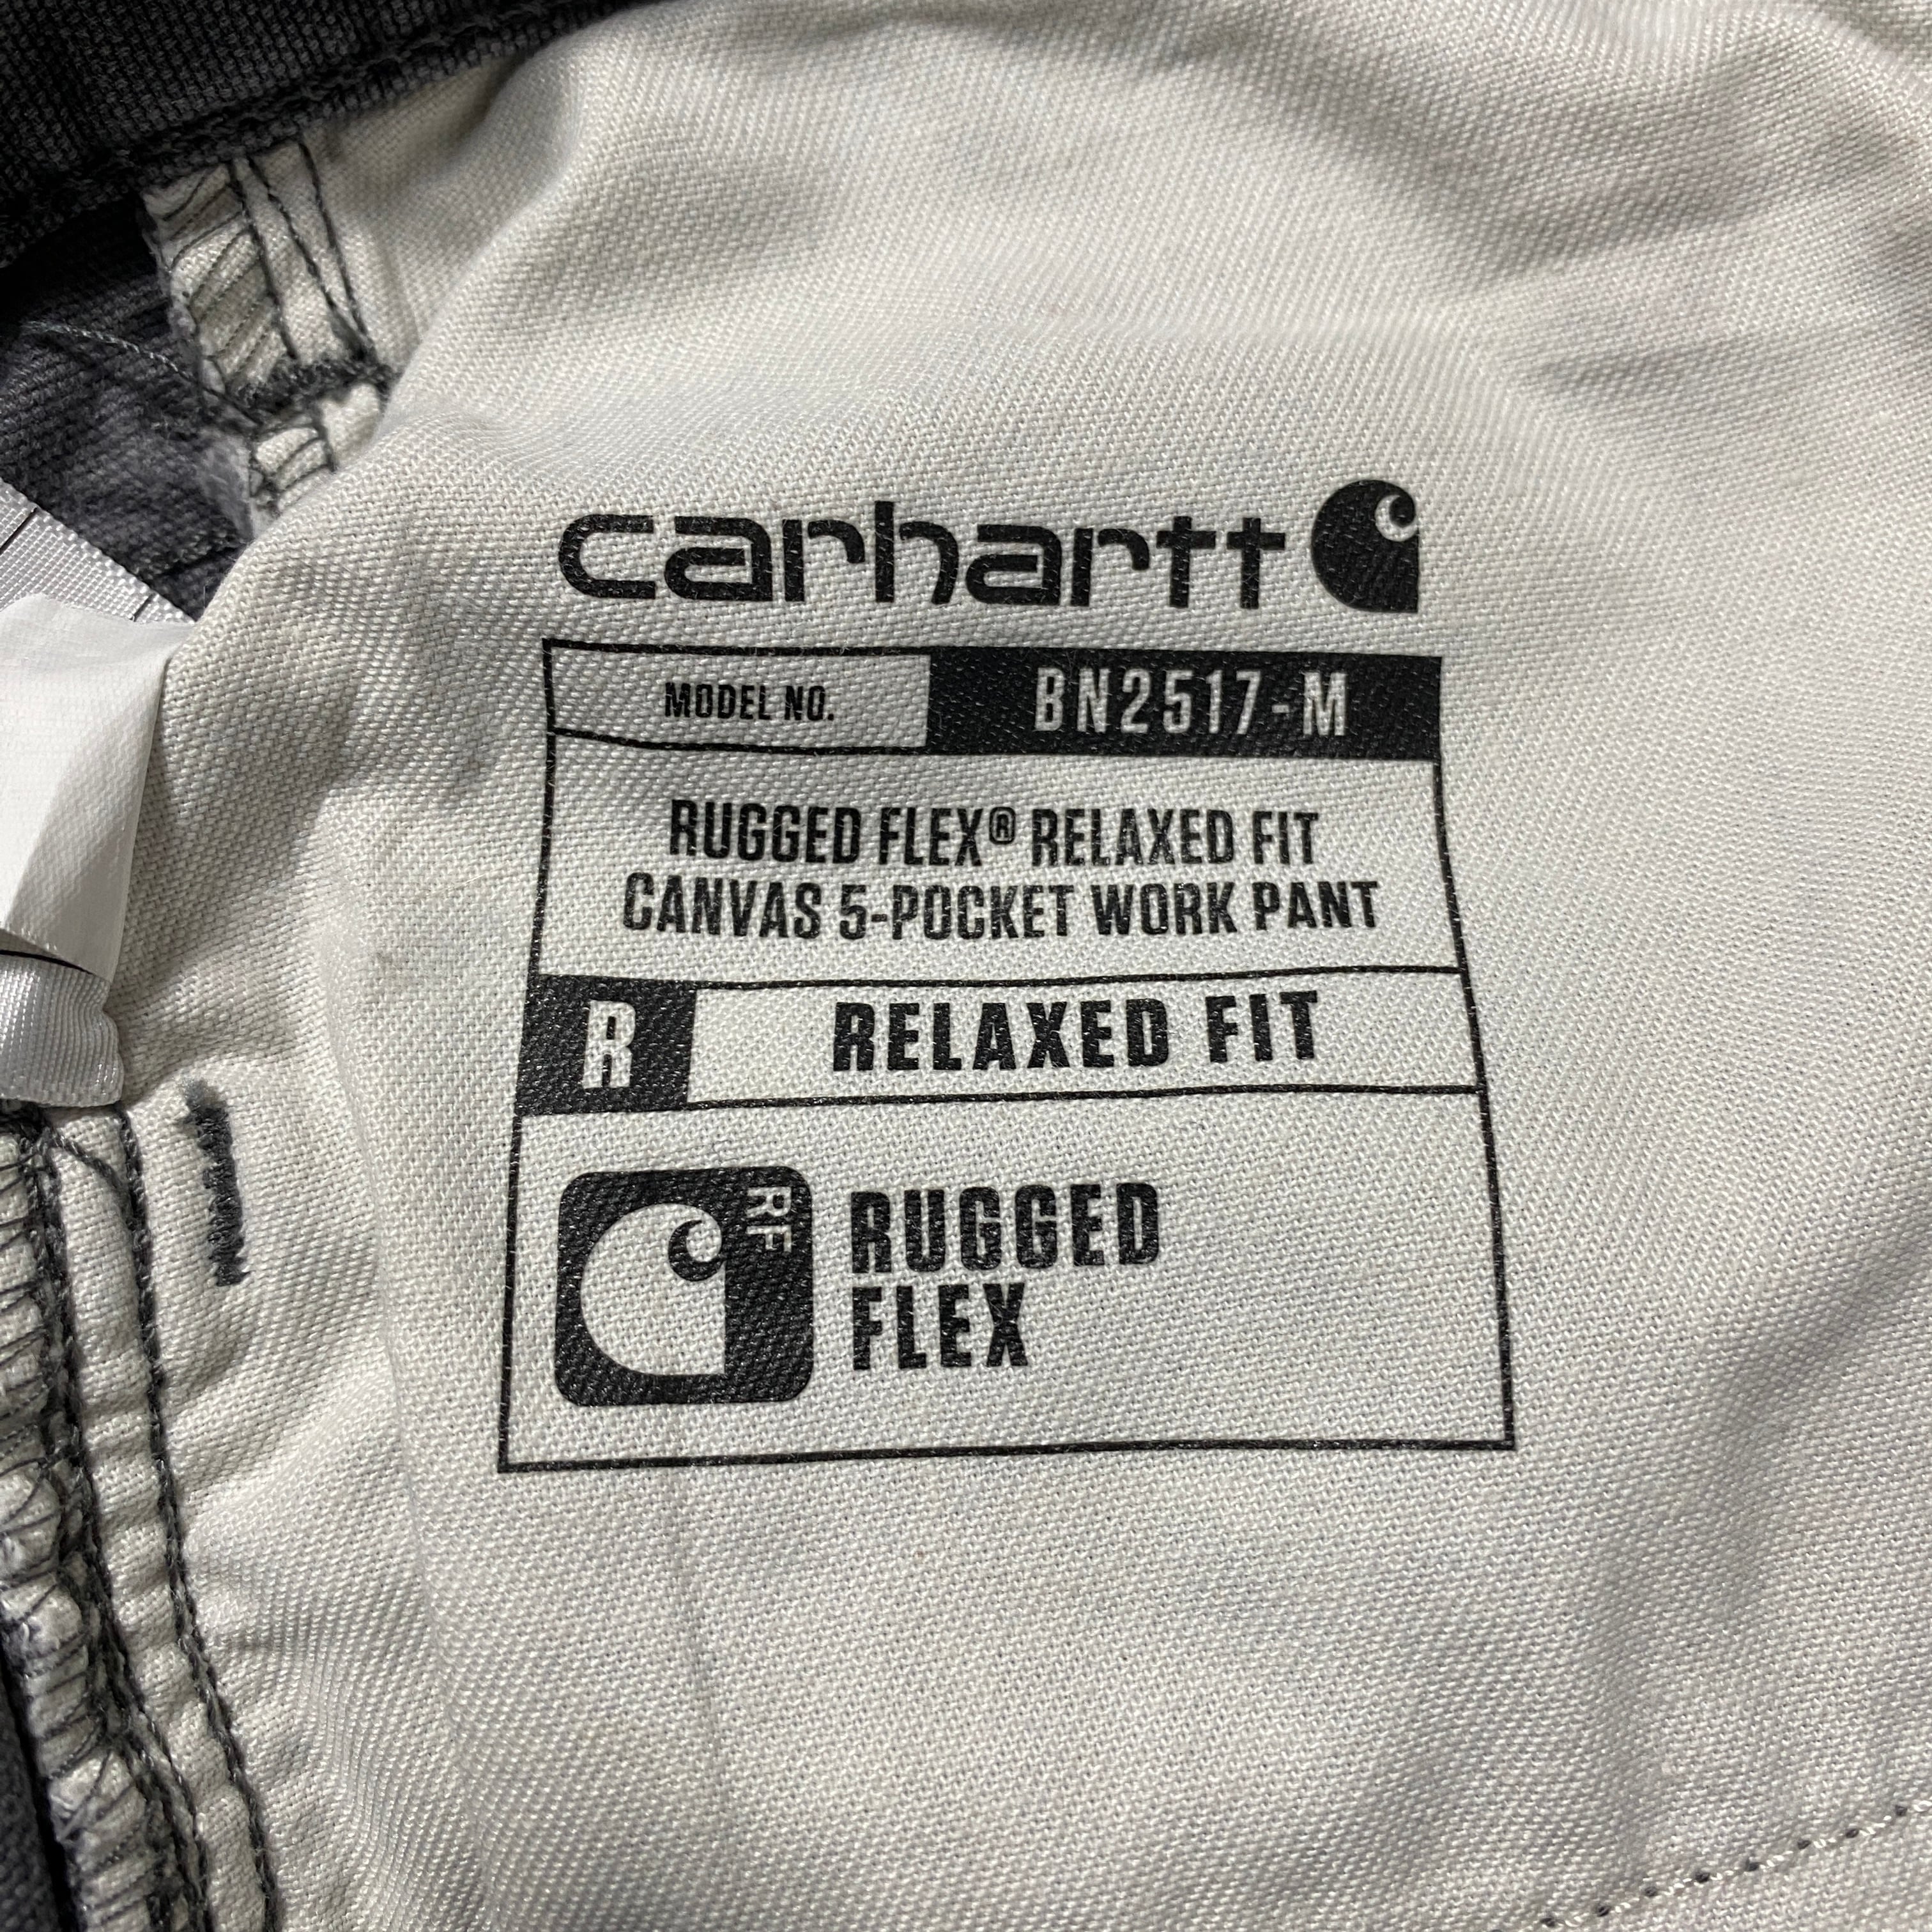 carhartt
MODEL NO. BN2517-M
RUGGED FLEX® RELAXED FIT
CANVAS 5-POCKET WORK PANT
R RELAXED FIT
RF
RUGGED
FLEX